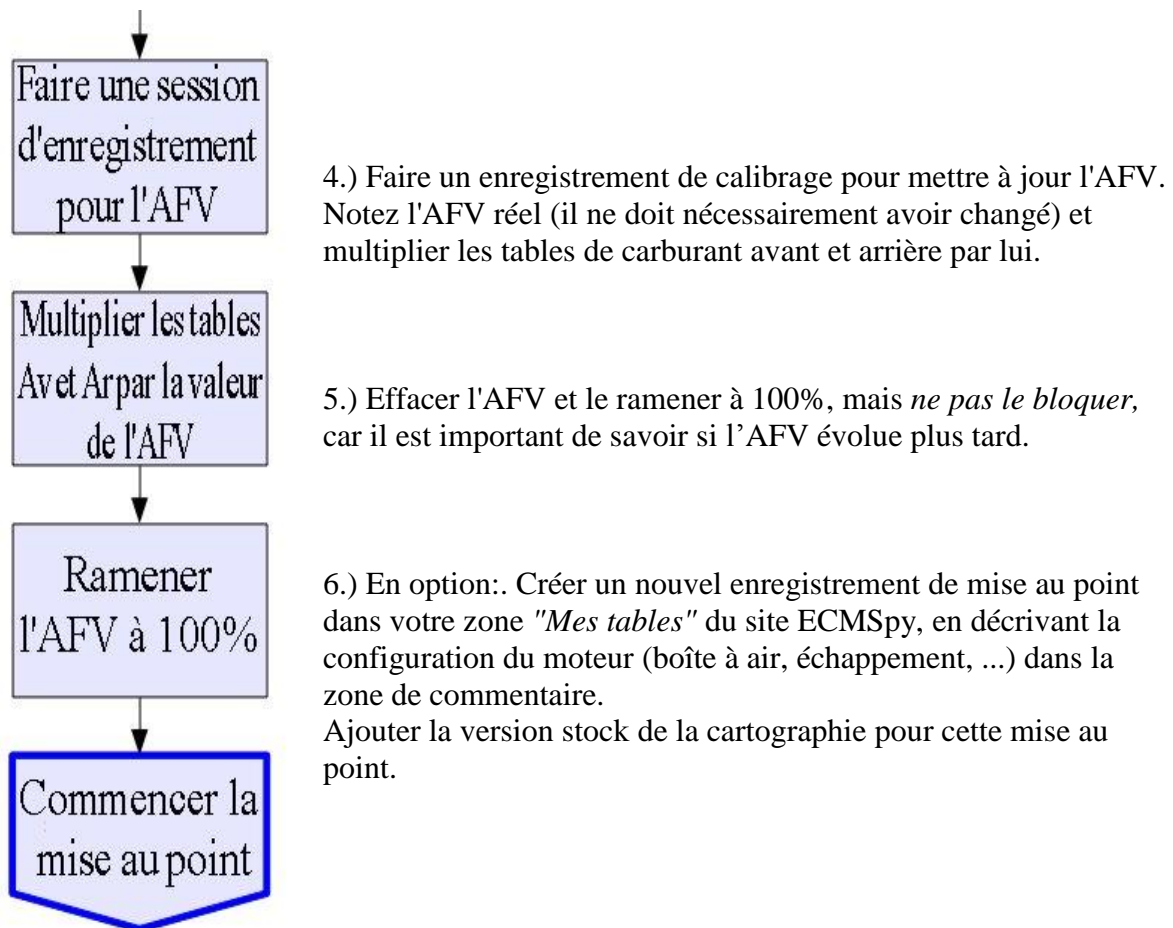 Faire une session
d'enregistrement
pour l'AFV
4.) Faire un enregistrement de calibrage pour mettre à jour l'AFV.
Notez l'AFV réel (il ne doit nécessairement avoir changé) et
multiplier les tables de carburant avant et arrière par lui.
Multiplier les tables
Av et Ar par la valeur
de l'AFV
5.) Effacer l'AFV et le ramener à 100%, mais ne pas le bloquer,
car il est important de savoir si l’AFV évolue plus tard.
Ramener
l'AFV à 100%
6.) En option:. Créer un nouvel enregistrement de mise au point
dans votre zone "Mes tables" du site ECMSpy, en décrivant la
configuration du moteur (boîte à air, échappement, ...) dans la
zone de commentaire.
Ajouter la version stock de la cartographie pour cette mise au
point.
Commencer la
mise au point